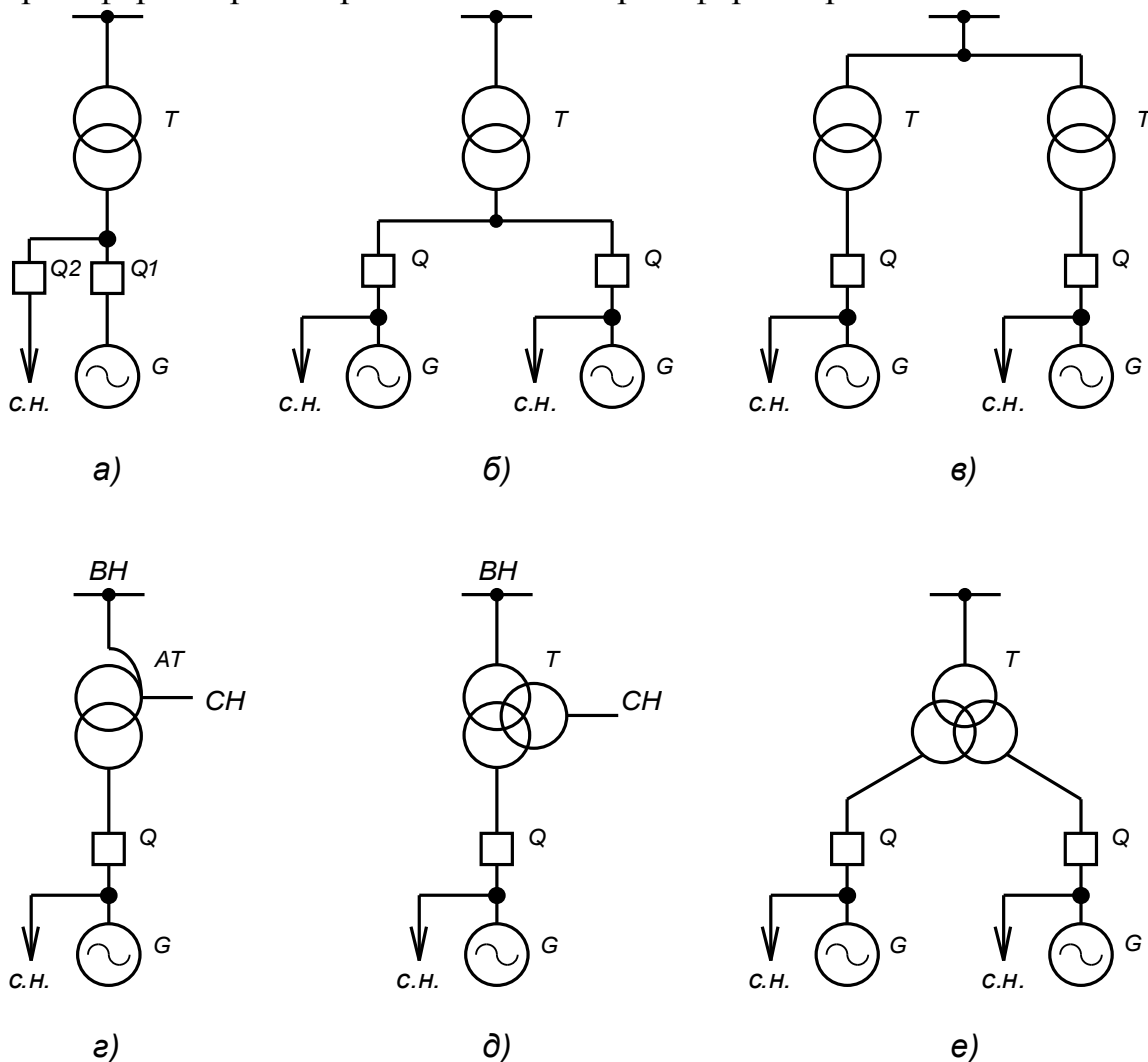 T T T
Q2 Q1 Q Q Q Q
G G G G G
с.н. с.н. с.н. с.н. с.н.
а) б) в)
ВН ВН
АТ T T
СН СН
Q Q Q Q
G G G G
с.н. с.н. с.н. с.н.
г) д) е)